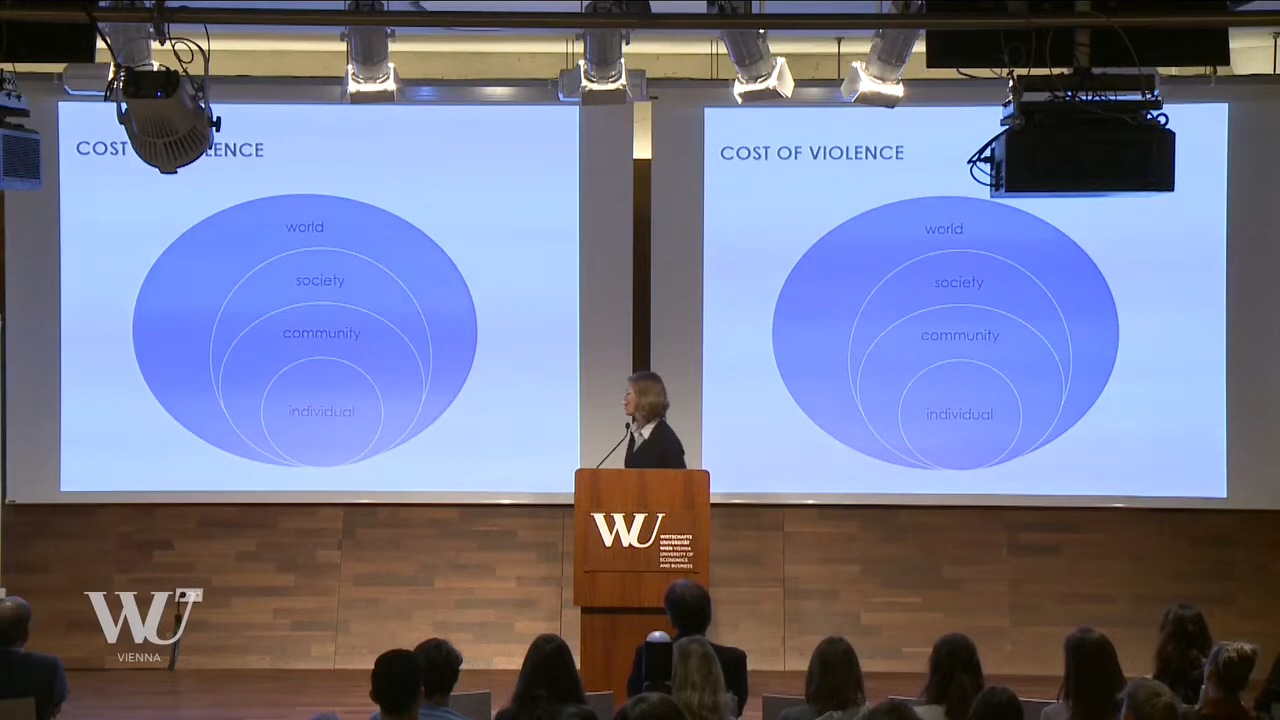 COST LENCE
world
society
community
individual
COST OF VIOLENCE
world
society
community
individual
WU
WIRTSCHAFTS
UNIVERSITÄT
WIEN VIENNA
UNIVERSITY OF
ECONOMICS
AND BUSINESS
WU
VIENNA